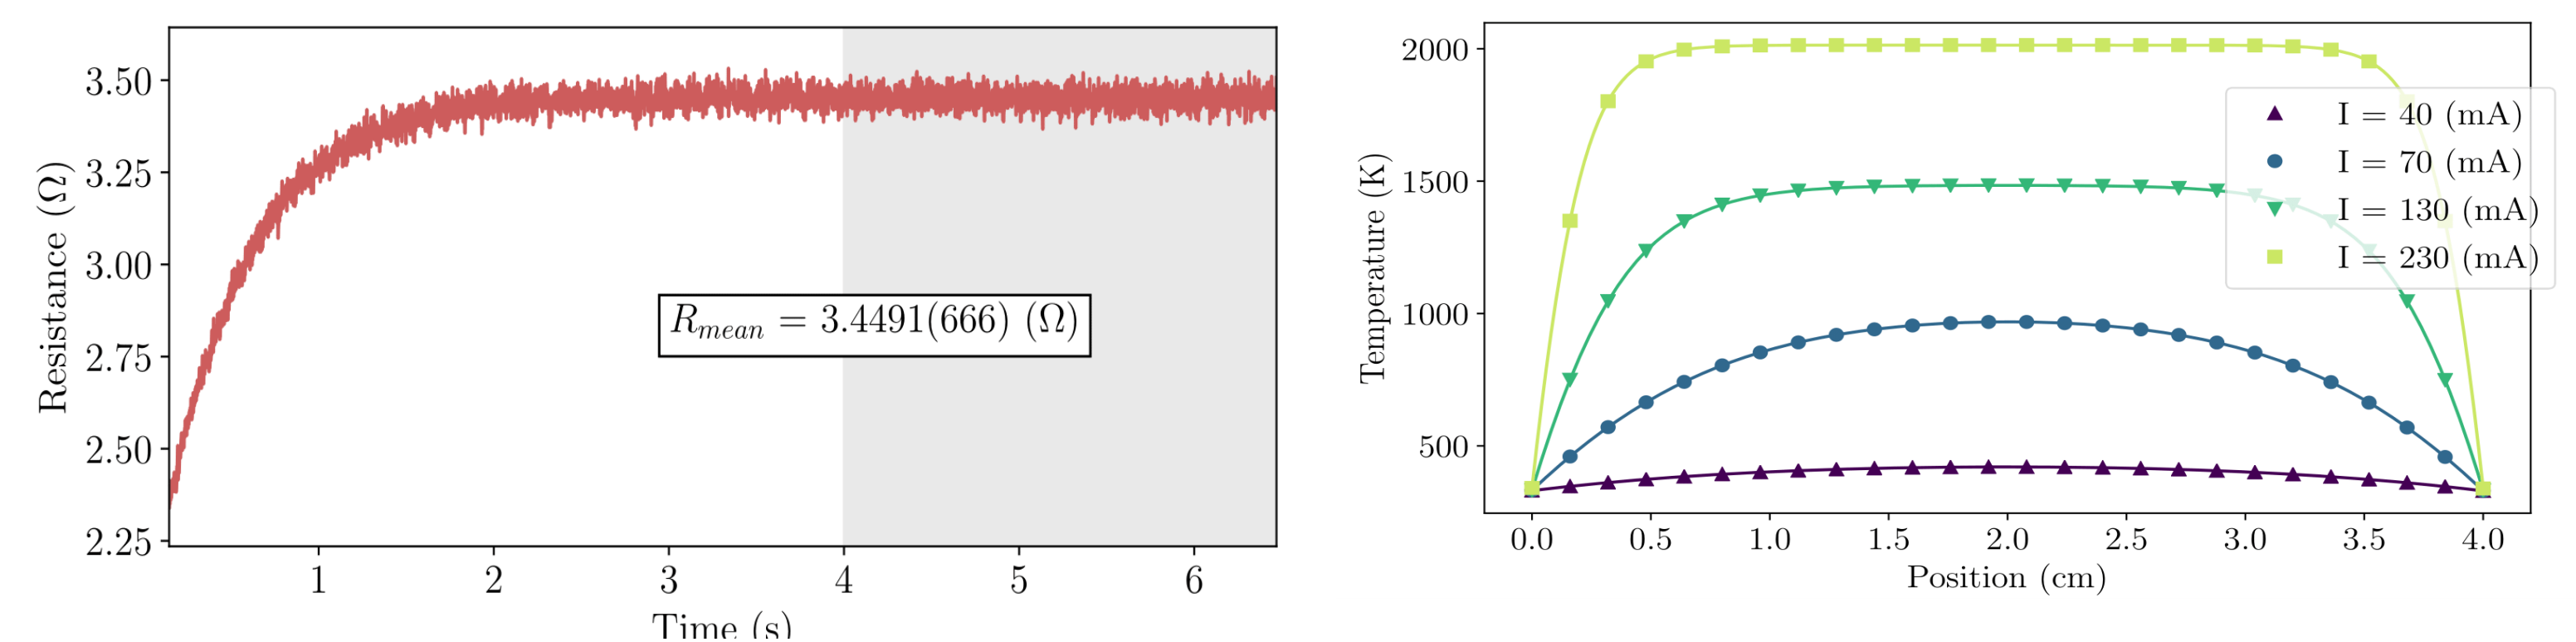 Resistance (Ω)
3.50
3.25
3.00
2.75
2.50
2.25
R_mean = 3.4491(666) (Ω)
1 2 3 4 5 6
Time (s)
Temperature (K)
2000
1500
1000
500
I = 40 (mA)
I = 70 (mA)
I = 130 (mA)
I = 230 (mA)
0.0 0.5 1.0 1.5 2.0 2.5 3.0 3.5 4.0
Position (cm)